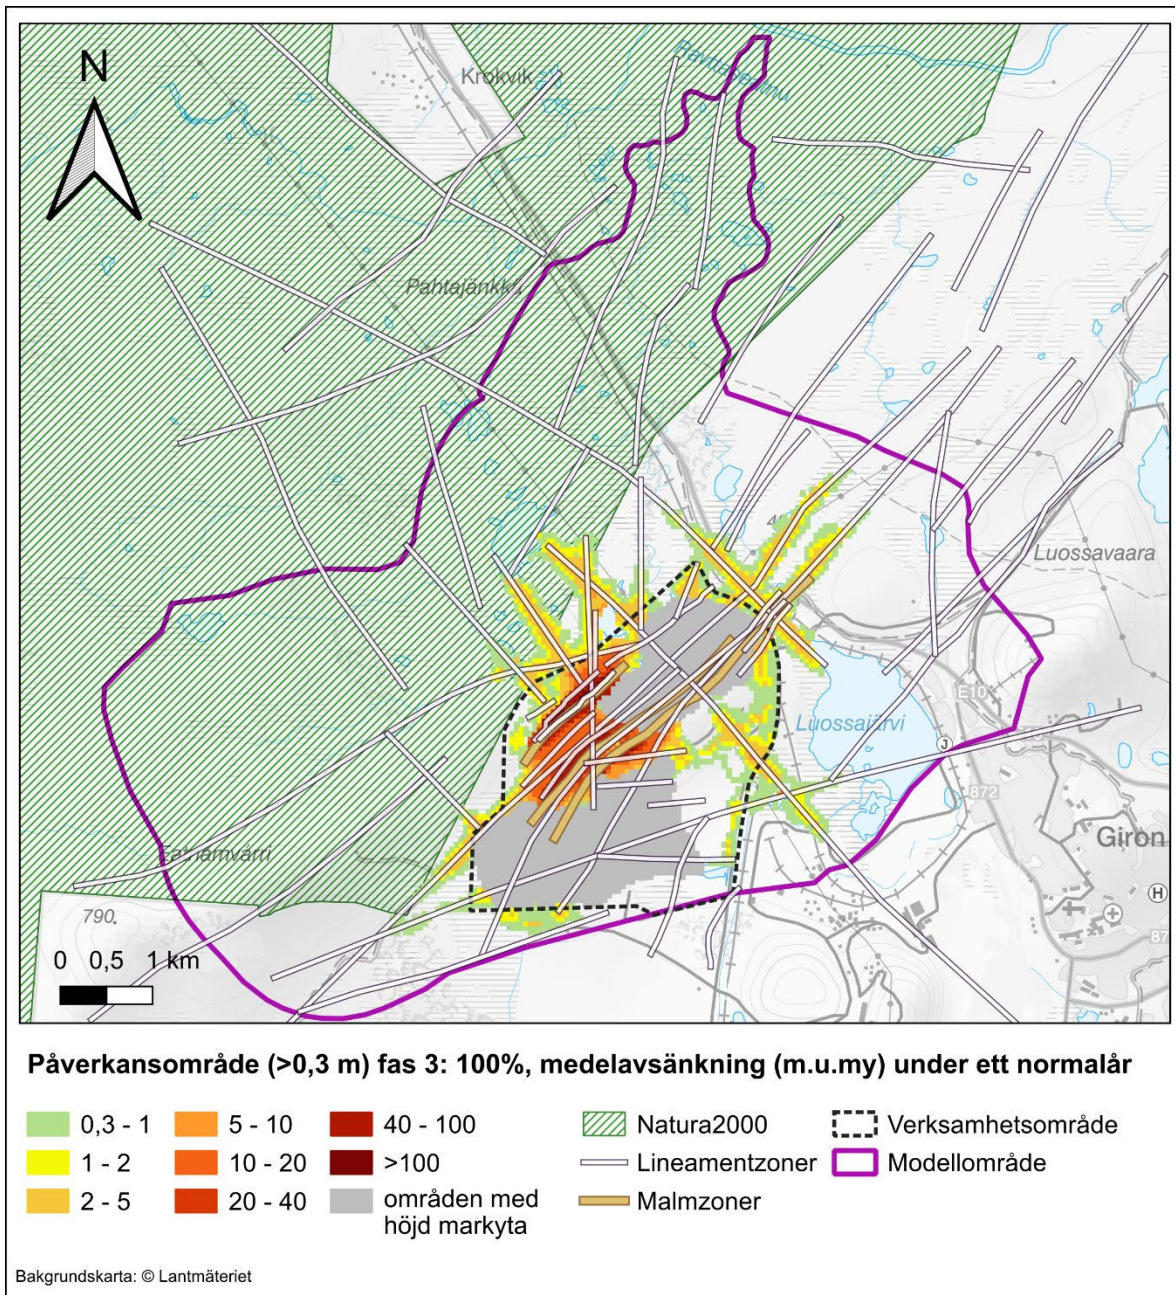 N
Krokvik
Pahtajånkka
Luossavaara
Luossajärvi
E10
J
872
Giron
H
87
790.
0 0,5 1 km
Påverkansområde (>0,3 m) fas 3: 100%, medelavsänkning (m.u.my) under ett normalår
0,3 - 1
1 - 2
2 - 5
5 - 10
10 - 20
20 - 40
40 - 100
>100
områden med
höjd markyta
Natura2000
Lineamentzoner
Malmzoner
Verksamhetsområde
Modellområde
Bakgrundskarta: © Lantmäteriet